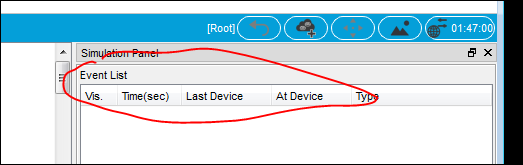 [Root] 01:47:00
Simulation Panel
Event List
Vis. Time(sec) Last Device At Device Type